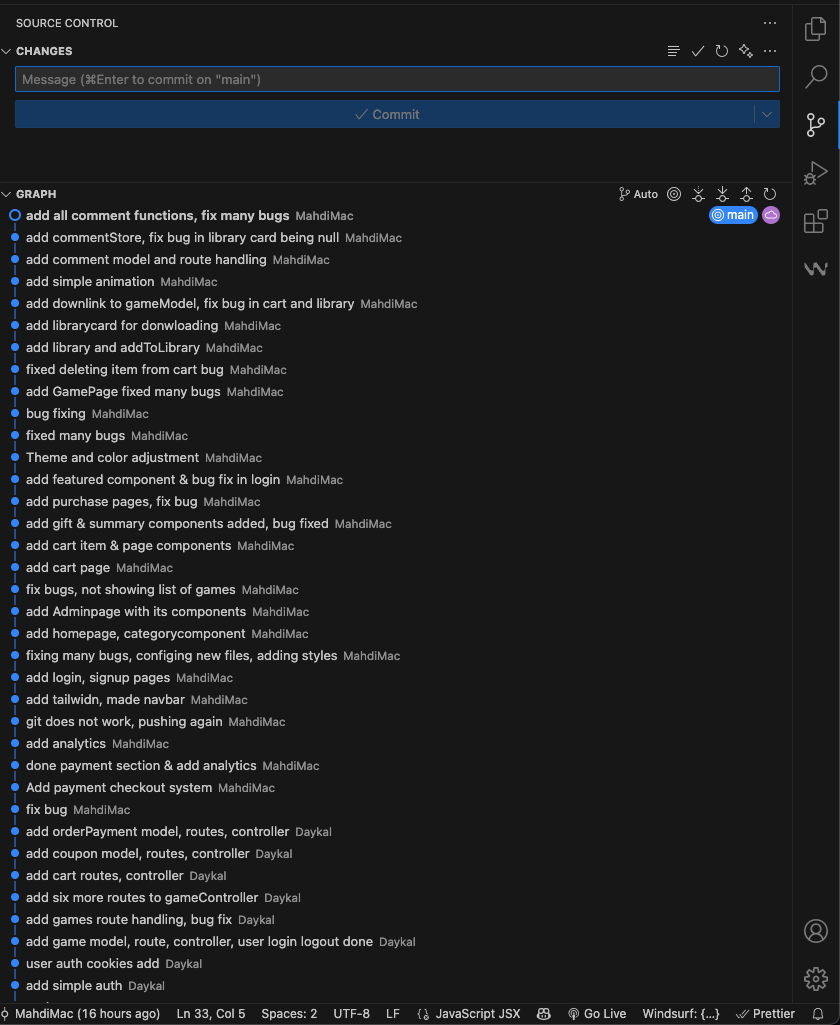 SOURCE CONTROL
CHANGES
Message (⌘Enter to commit on "main")
Commit
GRAPH
Auto
add all comment functions, fix many bugs MahdiMac
main
add commentStore, fix bug in library card being null MahdiMac
add comment model and route handling MahdiMac
add simple animation MahdiMac
add downlink to gameModel, fix bug in cart and library MahdiMac
add librarycard for donwloading MahdiMac
add library and addToLibrary MahdiMac
fixed deleting item from cart bug MahdiMac
add GamePage fixed many bugs MahdiMac
bug fixing MahdiMac
fixed many bugs MahdiMac
Theme and color adjustment MahdiMac
add featured component & bug fix in login MahdiMac
add purchase pages, fix bug MahdiMac
add gift & summary components added, bug fixed MahdiMac
add cart item & page components MahdiMac
add cart page MahdiMac
fix bugs, not showing list of games MahdiMac
add Adminpage with its components MahdiMac
add homepage, categorycomponent MahdiMac
fixing many bugs, configing new files, adding styles MahdiMac
add login, signup pages MahdiMac
add tailwidn, made navbar MahdiMac
git does not work, pushing again MahdiMac
add analytics MahdiMac
done payment section & add analytics MahdiMac
Add payment checkout system MahdiMac
fix bug MahdiMac
add orderPayment model, routes, controller Daykal
add coupon model, routes, controller Daykal
add cart routes, controller Daykal
add six more routes to gameController Daykal
add games route handling, bug fix Daykal
add game model, route, controller, user login logout done Daykal
user auth cookies add Daykal
add simple auth Daykal
MahdiMac (16 hours ago) Ln 33, Col 5 Spaces: 2 UTF-8 LF JavaScript JSX Go Live Windsurf: {...} Prettier